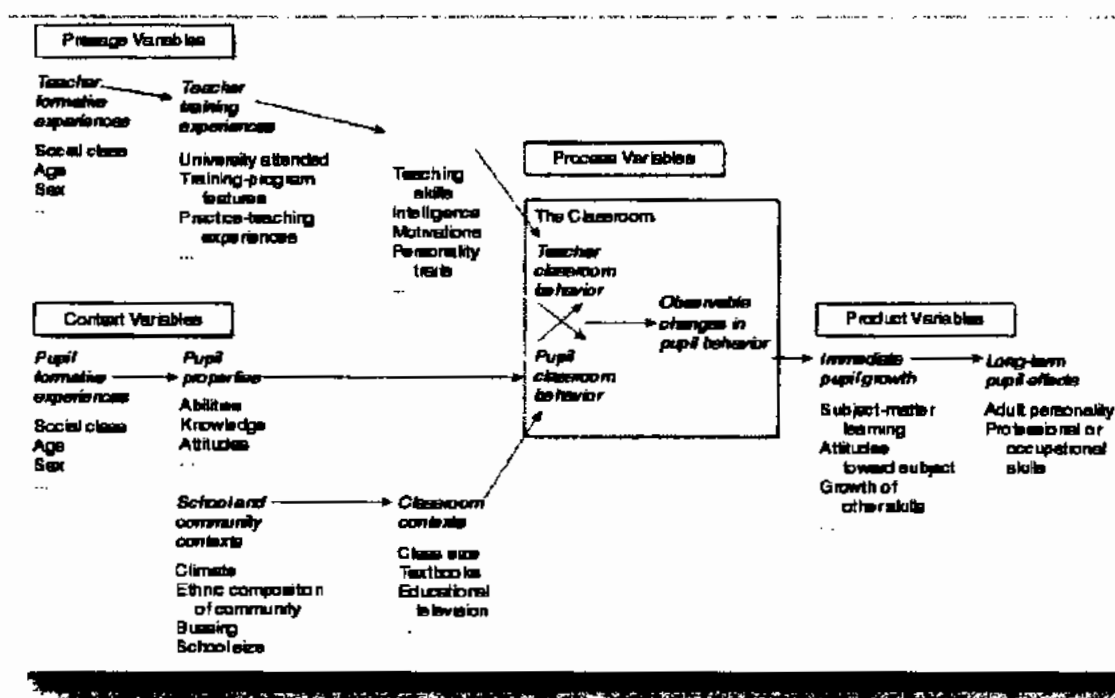 Presage Variables
Teacher
formative
experiences
Social class
Age
Sex
...
Teacher
training
experiences
University attended
Training-program
features
Practice-teaching
experiences
...
Teaching
skills
Intelligence
Motivations
Personality
traits
...
Process Variables
The Classroom
Teacher
classroom
behavior
Pupil
classroom
behavior
Observable
changes in
pupil behavior
Context Variables
Pupil
formative
experiences
Social class
Age
Sex
...
Pupil
properties
Abilities
Knowledge
Attitudes
...
School and
community
contexts
Climate
Ethnic composition
of community
Bussing
School size
Classroom
contexts
Class size
Textbooks
Educational
television
Product Variables
Immediate
pupil growth
Subject-matter
learning
Attitudes
toward subject
Growth of
other skills
...
Long-term
pupil effects
Adult personality
Professional or
occupational
skills